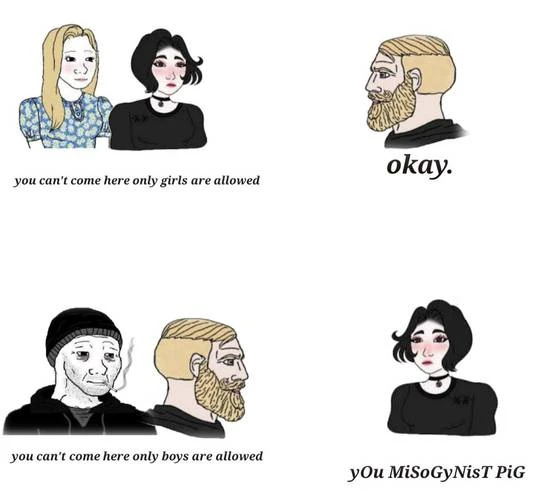 you can't come here only girls are allowed
okay.
you can't come here only boys are allowed
yOu MiSoGyNisT PiG